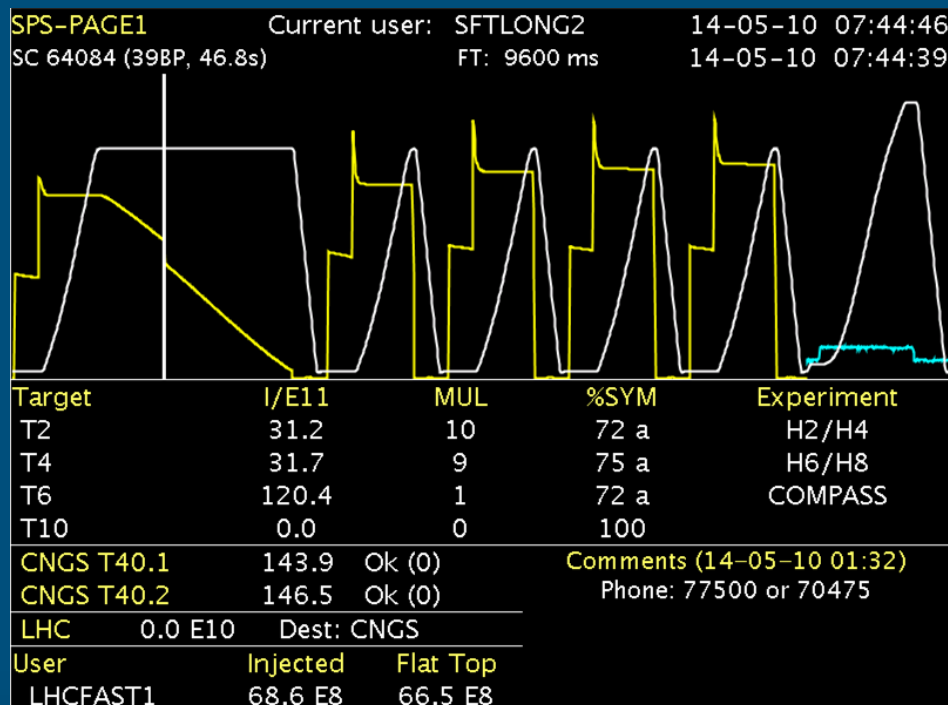 SPS-PAGE1 Current user: SFTLONG2 14-05-10 07:44:46
SC 64084 (39BP, 46.8s) FT: 9600 ms 14-05-10 07:44:39
Target I/E11 MUL %SYM Experiment
T2 31.2 10 72 a H2/H4
T4 31.7 9 75 a H6/H8
T6 120.4 1 72 a COMPASS
T10 0.0 0 100
CNGS T40.1 143.9 Ok (0) Comments (14-05-10 01:32)
CNGS T40.2 146.5 Ok (0) Phone: 77500 or 70475
LHC 0.0 E10 Dest: CNGS
User Injected Flat Top
LHCFAST1 68.6 E8 66.5 E8